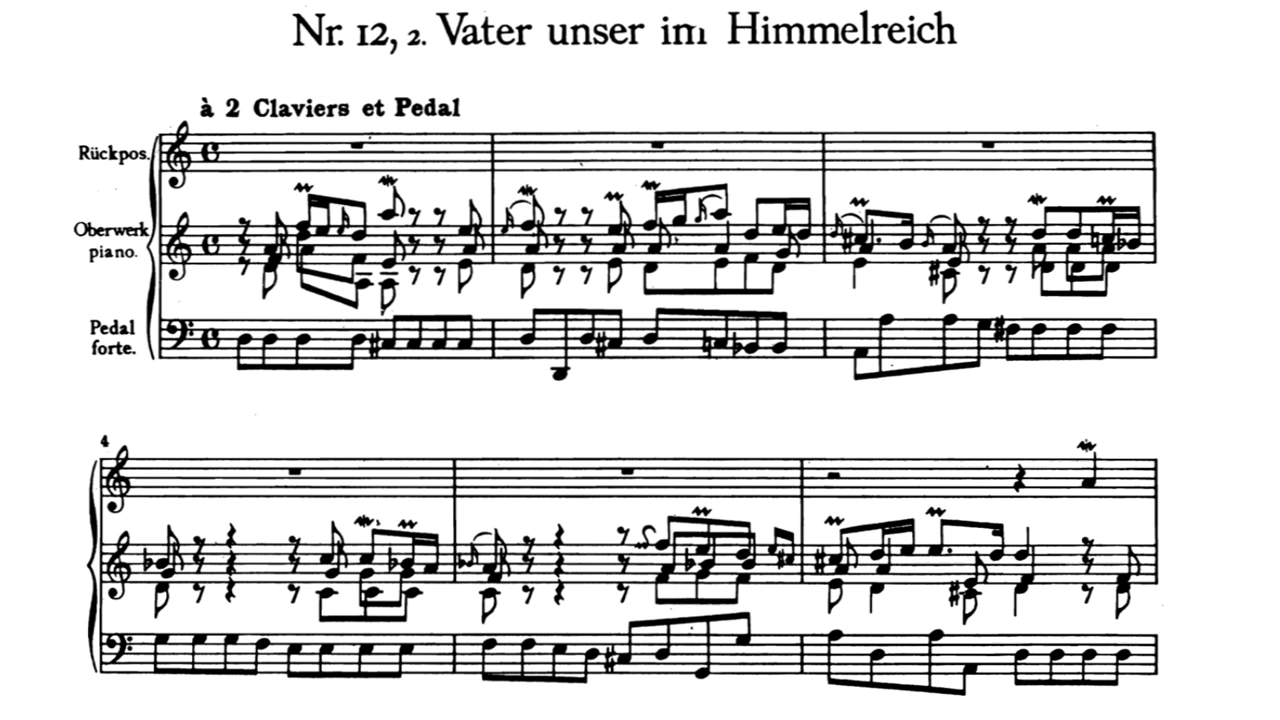 Nr. 12, 2. Vater unser im Himmelreich
à 2 Claviers et Pedal
Rückpos.
Oberwerk
piano.
Pedal
forte.
4